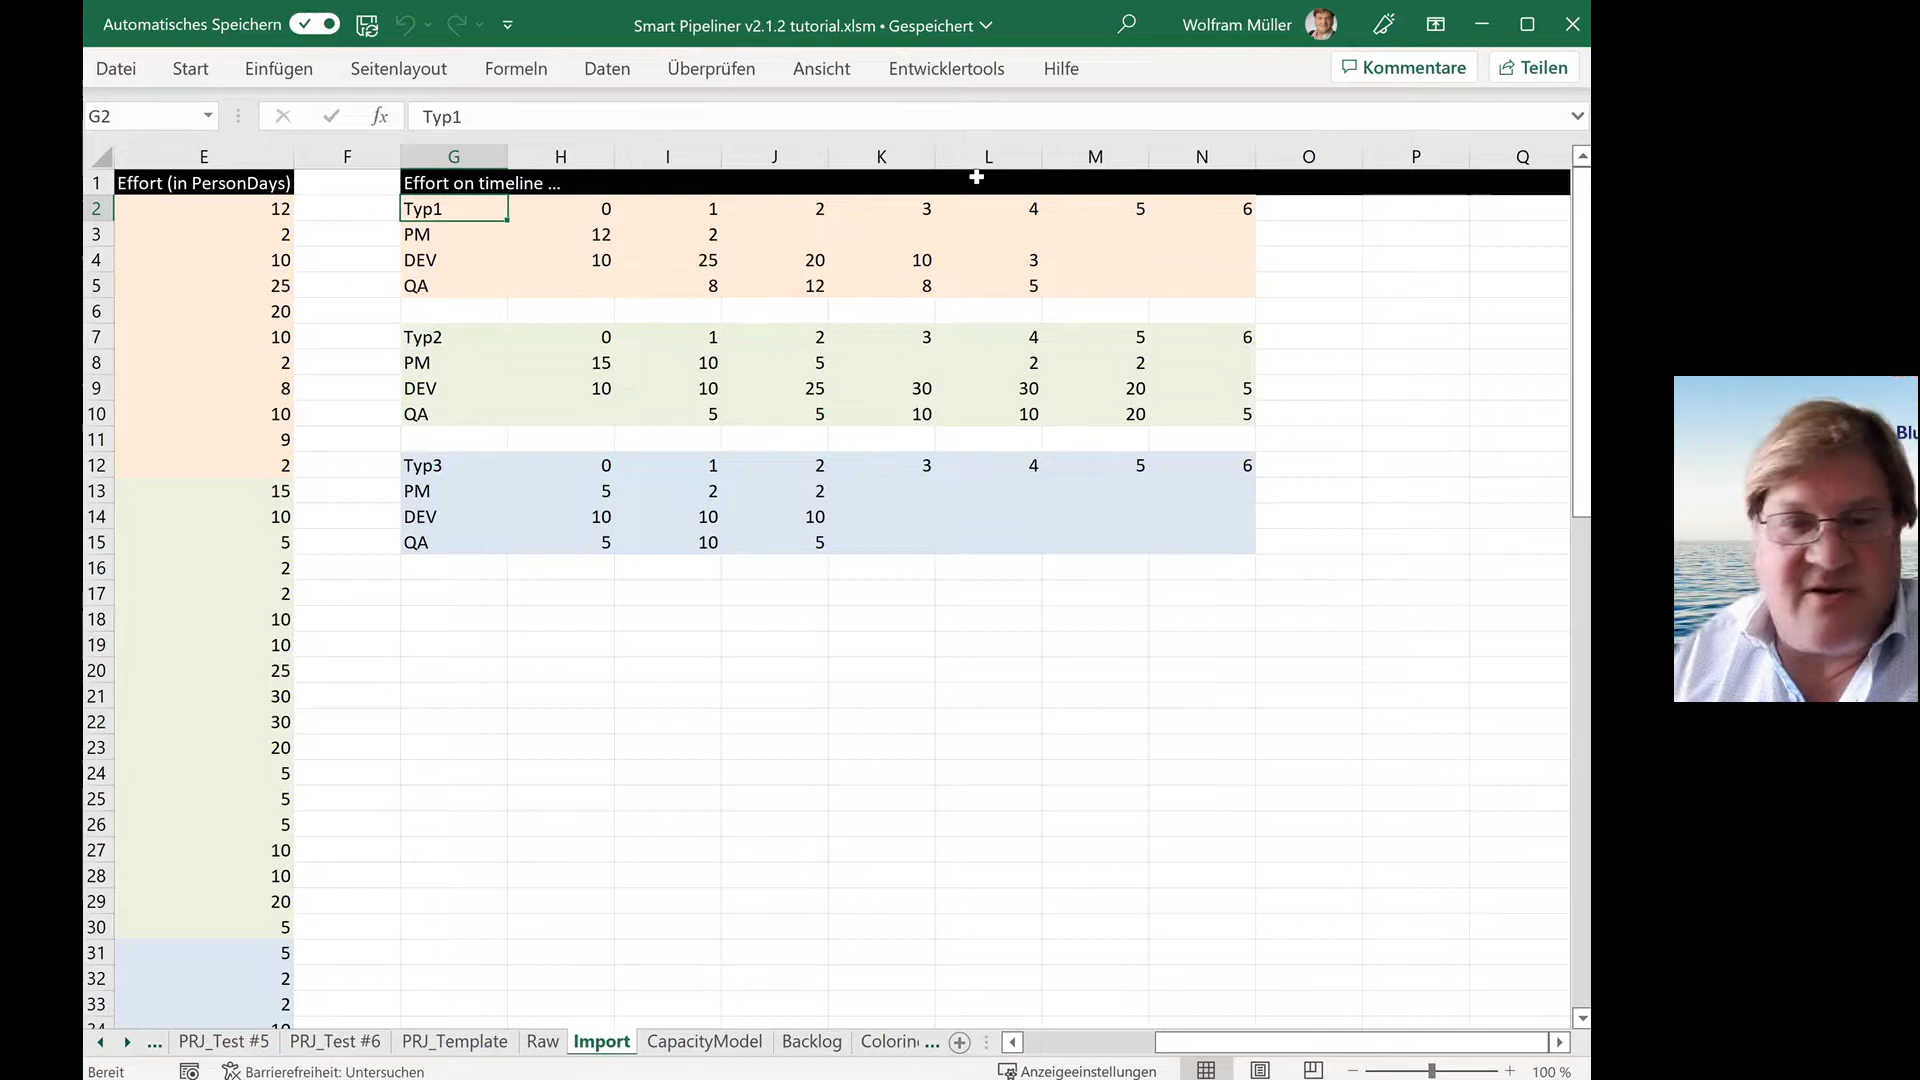 Automatisches Speichern
Smart Pipeliner v2.1.2 tutorial.xlsm • Gespeichert
Wolfram Müller
Datei Start Einfügen Seitenlayout Formeln Daten Überprüfen Ansicht Entwicklertools Hilfe
Kommentare Teilen
G2 fx Typ1
E F G H I J K L M N O P Q
1 Effort (in PersonDays) Effort on timeline ...
2 12 Typ1 0 1 2 3 4 5 6
3 2 PM 12 2
4 10 DEV 10 25 20 10 3
5 25 QA 8 12 8 5
6 20
7 10 Typ2 0 1 2 3 4 5 6
8 2 PM 15 10 5 2 2
9 8 DEV 10 10 25 30 30 20 5
10 10 QA 5 5 10 10 20 5
11 9
12 2 Typ3 0 1 2 3 4 5 6
13 15 PM 5 2 2
14 10 DEV 10 10 10
15 5 QA 5 10 5
16 2
17 2
18 10
19 10
20 25
21 30
22 30
23 20
24 5
25 5
26 5
27 10
28 10
29 20
30 5
31 5
32 2
33 2
34 10
... PRJ_Test #5 PRJ_Test #6 PRJ_Template Raw Import CapacityModel Backlog Colorin ...
Bereit Barrierefreiheit: Untersuchen Anzeigeeinstellungen 100 %
Blu